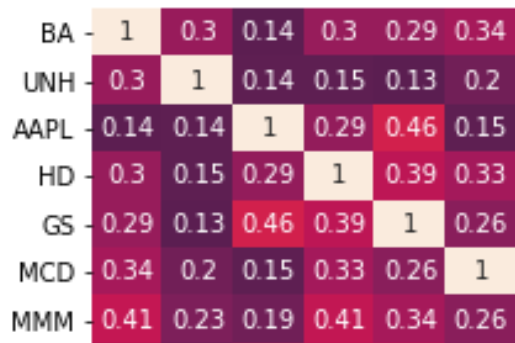 BA 1 0.3 0.14 0.3 0.29 0.34
UNH 0.3 1 0.14 0.15 0.13 0.2
AAPL 0.14 0.14 1 0.29 0.46 0.15
HD 0.3 0.15 0.29 1 0.39 0.33
GS 0.29 0.13 0.46 0.39 1 0.26
MCD 0.34 0.2 0.15 0.33 0.26 1
MMM 0.41 0.23 0.19 0.41 0.34 0.26